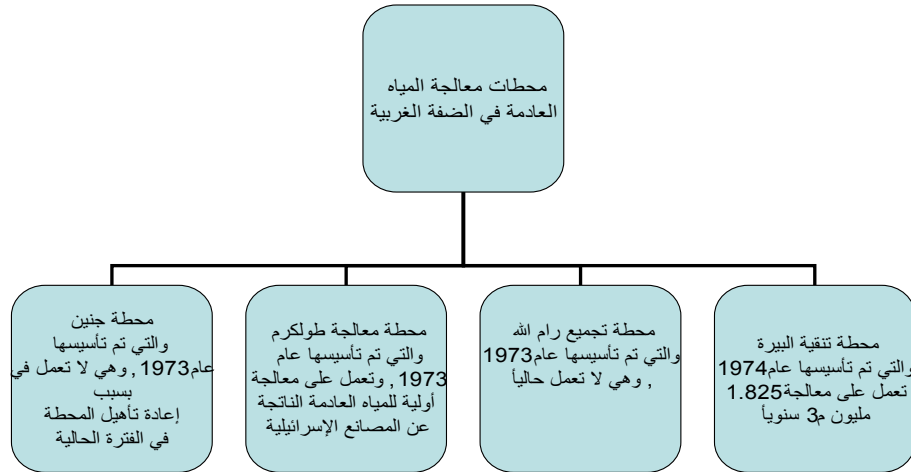 محطات معالجة المياه
العادمة في الضفة الغربية
محطة تنقية البيرة
والتي تم تأسيسها عام1974
تعمل على معالجة1.825
مليون م3 سنوياً
محطة تجميع رام الله
والتي تم تأسيسها عام1973
, وهي لا تعمل حالياً
محطة معالجة طولكرم
والتي تم تأسيسها عام
1973 , وتعمل على معالجة
أولية للمياه العادمة الناتجة
عن المصانع الإسرائيلية
محطة جنين
والتي تم تأسيسها
عام1973 , وهي لا تعمل في
بسبب
إعادة تأهيل المحطة
في الفترة الحالية